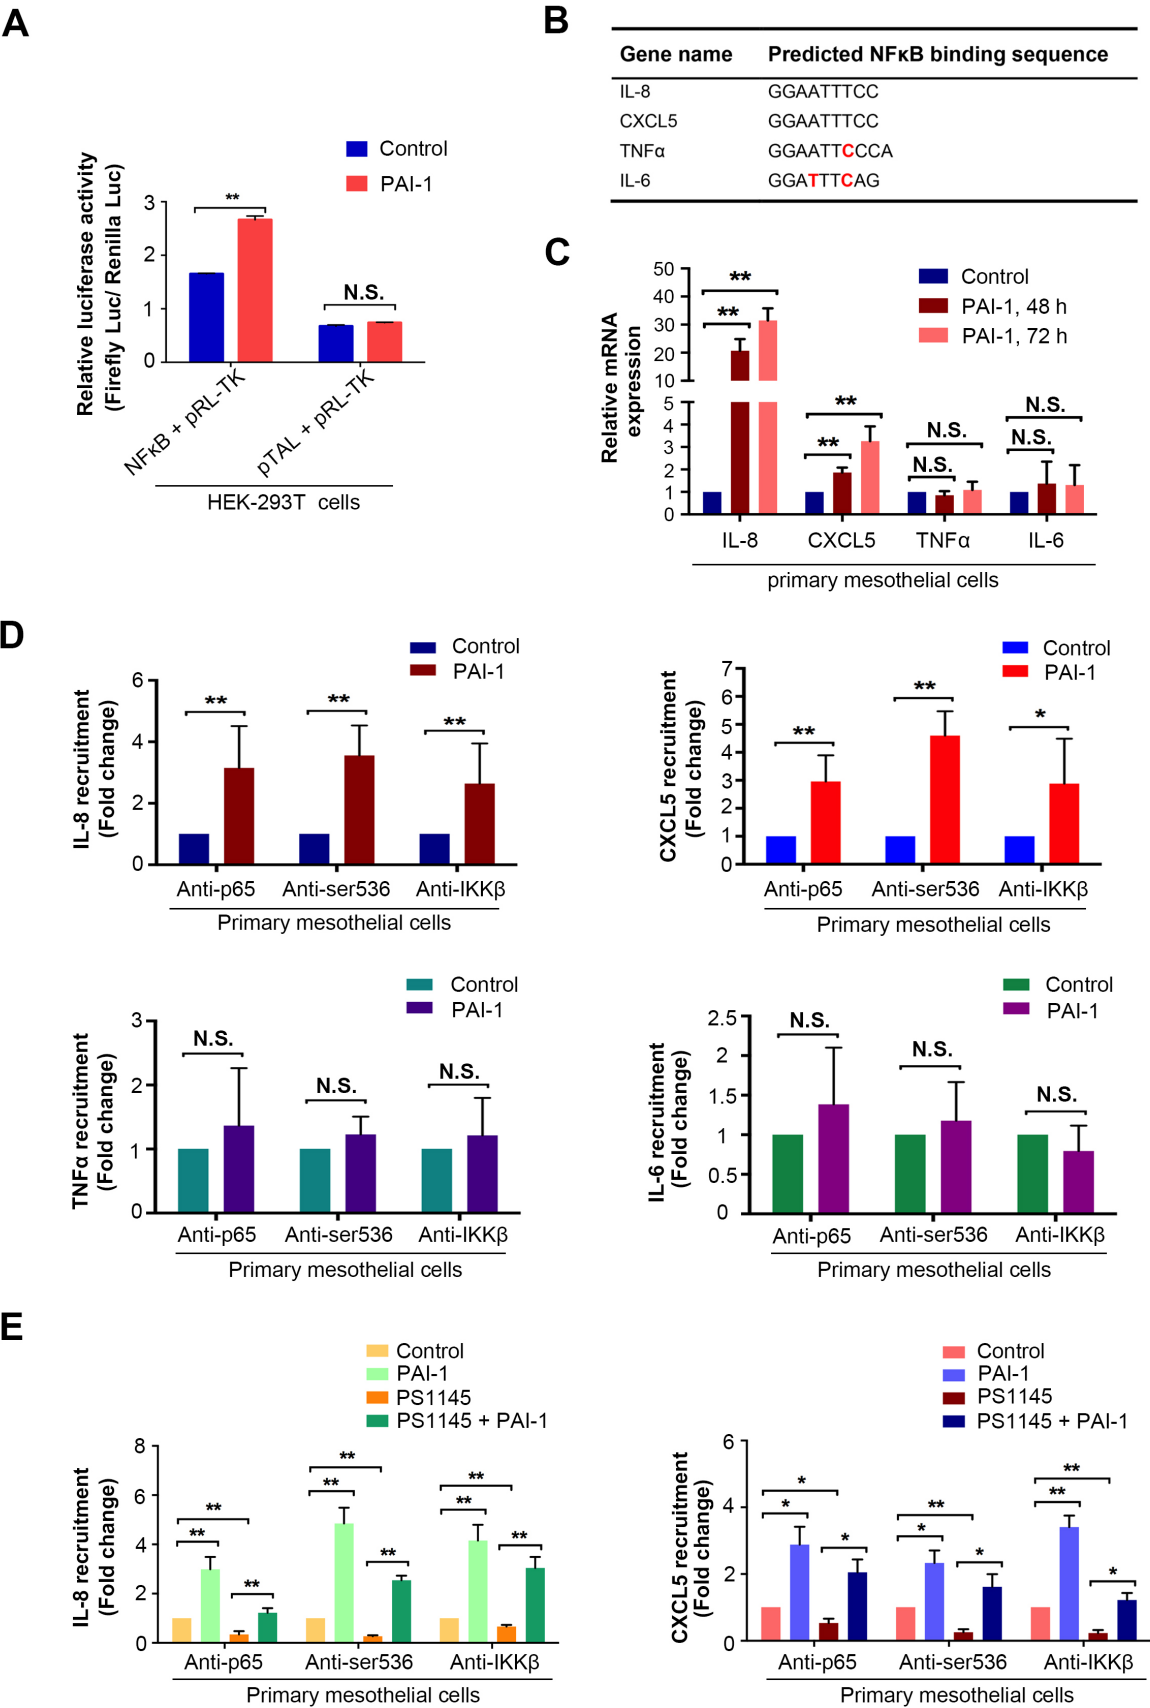 A
Relative luciferase activity
(Firefly Luc/ Renilla Luc)
Control
PAI-1
3
2
1
0
**
N.S.
NFκB + pRL-TK
pTAL + pRL-TK
HEK-293T cells
B
Gene name Predicted NFκB binding sequence
IL-8 GGAATTTCC
CXCL5 GGAATTTCC
TNFα GGAATTCCCA
IL-6 GGATTTCAG
C
Relative mRNA
expression
Control
PAI-1, 48 h
PAI-1, 72 h
50
40
30
20
10
5
4
3
2
1
0
**
**
**
**
N.S.
N.S.
N.S.
N.S.
IL-8 CXCL5 TNFα IL-6
primary mesothelial cells
D
IL-8 recruitment
(Fold change)
Control
PAI-1
6
4
2
0
** ** **
Anti-p65 Anti-ser536 Anti-IKKβ
Primary mesothelial cells
CXCL5 recruitment
(Fold change)
Control
PAI-1
7
6
5
4
3
2
1
0
** ** *
Anti-p65 Anti-ser536 Anti-IKKβ
Primary mesothelial cells
TNFα recruitment
(Fold change)
Control
PAI-1
3
2
1
0
N.S. N.S. N.S.
Anti-p65 Anti-ser536 Anti-IKKβ
Primary mesothelial cells
IL-6 recruitment
(Fold change)
Control
PAI-1
2.5
2
1.5
1
0.5
0
N.S. N.S. N.S.
Anti-p65 Anti-ser536 Anti-IKKβ
Primary mesothelial cells
E
IL-8 recruitment
(Fold change)
Control
PAI-1
PS1145
PS1145 + PAI-1
8
6
4
2
0
** ** **
** ** **
** ** **
Anti-p65 Anti-ser536 Anti-IKKβ
Primary mesothelial cells
CXCL5 recruitment
(Fold change)
Control
PAI-1
PS1145
PS1145 + PAI-1
6
4
2
0
* ** **
* * **
* * *
Anti-p65 Anti-ser536 Anti-IKKβ
Primary mesothelial cells